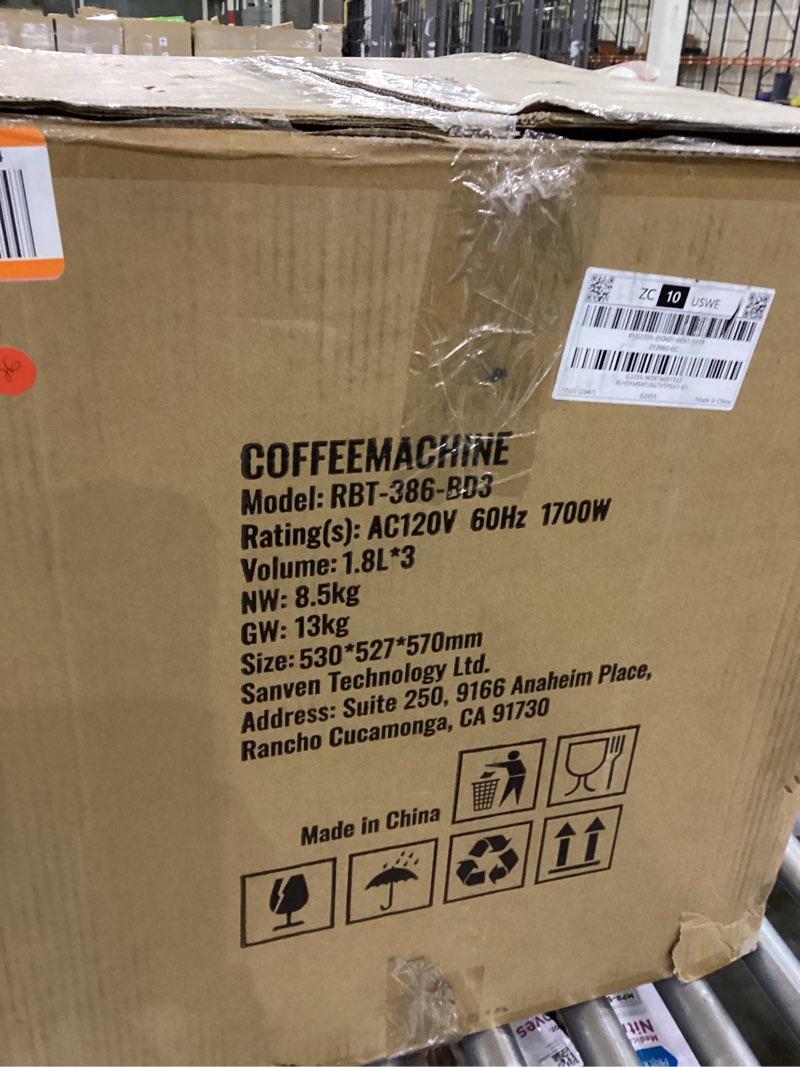 ZC 10 USWE
Made in China
COFFEEMACHINE
Model: RBT-386-BD3
Rating(s): AC120V 60Hz 1700W
Volume: 1.8L*3
NW: 8.5kg
GW: 13kg
Size: 530*527*570mm
Sanven Technology Ltd.
Address: Suite 250, 9166 Anaheim Place,
Rancho Cucamonga, CA 91730
Made in China